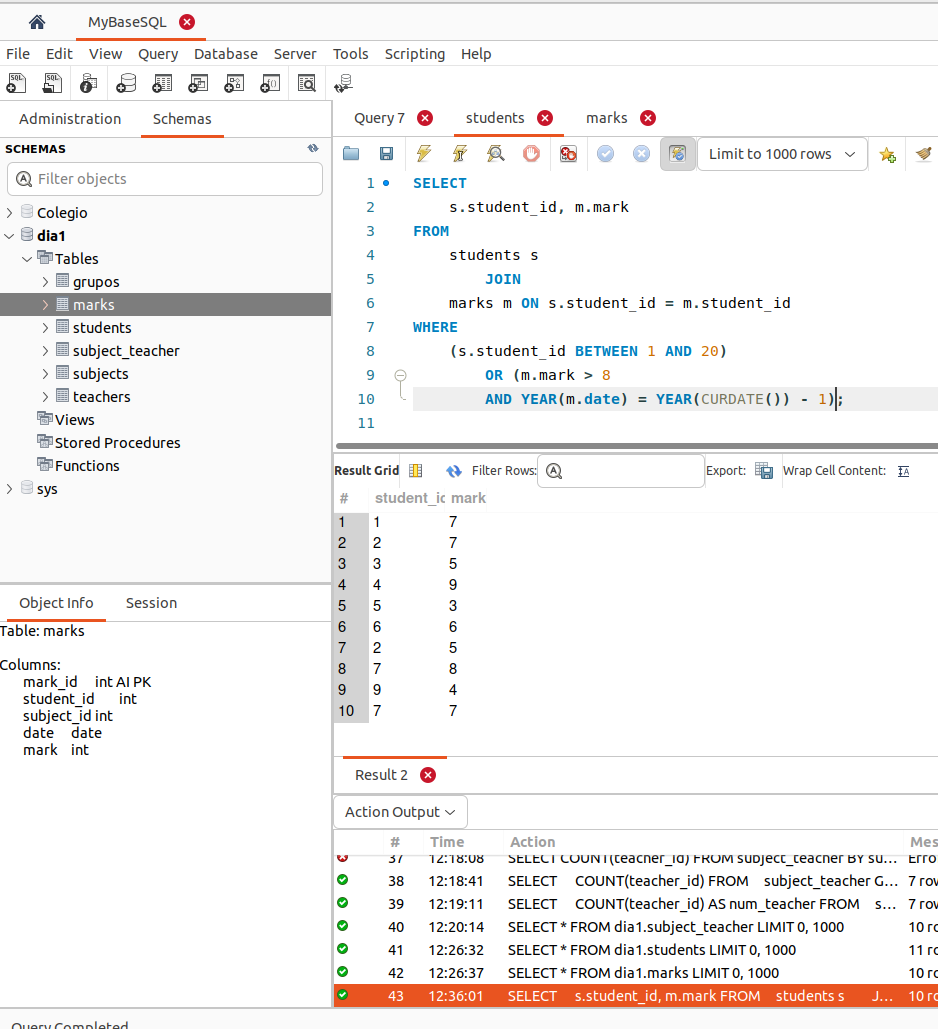 MyBaseSQL
File Edit View Query Database Server Tools Scripting Help
Administration Schemas
SCHEMAS
Filter objects
Colegio
dia1
Tables
grupos
marks
students
subject_teacher
subjects
teachers
Views
Stored Procedures
Functions
sys
Object Info Session
Table: marks
Columns:
mark_id int AI PK
student_id int
subject_id int
date date
mark int
Query Completed
Query 7 students marks
Limit to 1000 rows
1 SELECT
2 s.student_id, m.mark
3 FROM
4 students s
5 JOIN
6 marks m ON s.student_id = m.student_id
7 WHERE
8 (s.student_id BETWEEN 1 AND 20)
9 OR (m.mark > 8
10 AND YEAR(m.date) = YEAR(CURDATE()) - 1);
11
Result Grid Filter Rows: Export: Wrap Cell Content:
# student_id mark
1 1 7
2 2 7
3 3 5
4 4 9
5 5 3
6 6 6
7 2 5
8 7 8
9 9 4
10 7 7
Result 2
Action Output
# Time Action Mes
37 12:18:08 SELECT COUNT(teacher_id) FROM subject_teacher BY su... Erro
38 12:18:41 SELECT COUNT(teacher_id) FROM subject_teacher G... 7 row
39 12:19:11 SELECT COUNT(teacher_id) AS num_teacher FROM s... 7 row
40 12:20:14 SELECT * FROM dia1.subject_teacher LIMIT 0, 1000 10 ro
41 12:26:32 SELECT * FROM dia1.students LIMIT 0, 1000 11 ro
42 12:26:37 SELECT * FROM dia1.marks LIMIT 0, 1000 10 ro
43 12:36:01 SELECT s.student_id, m.mark FROM students s J... 10 ro